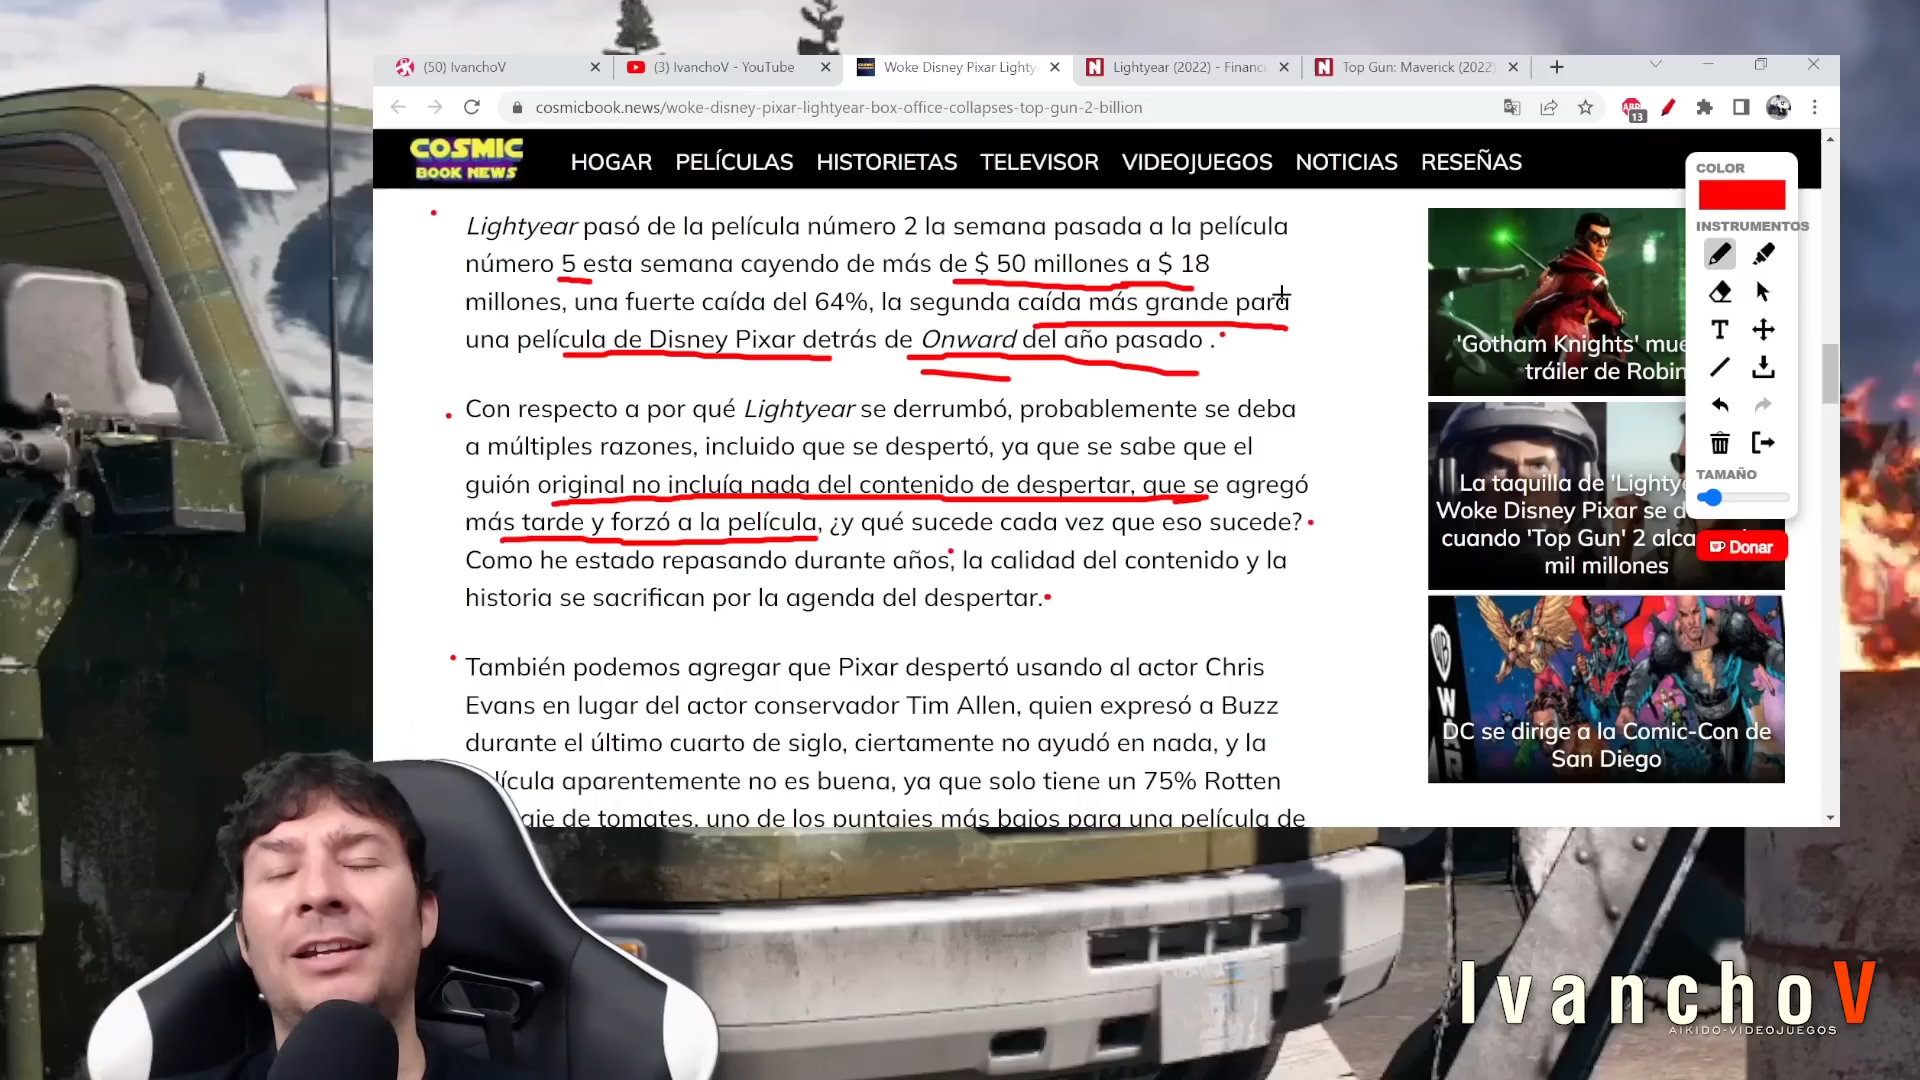 (50) IvanchoV
(3) IvanchoV - YouTube
Woke Disney Pixar Lighty
Lightyear (2022) - Financ
Top Gun: Maverick (2022)
cosmicbook.news/woke-disney-pixar-lightyear-box-office-collapses-top-gun-2-billion
ABP
13
COSMIC
BOOK NEWS
HOGAR PELÍCULAS HISTORIETAS TELEVISOR VIDEOJUEGOS NOTICIAS RESEÑAS
Lightyear pasó de la película número 2 la semana pasada a la película
número 5 esta semana cayendo de más de $ 50 millones a $ 18
millones, una fuerte caída del 64%, la segunda caída más grande para
una película de Disney Pixar detrás de Onward del año pasado .
Con respecto a por qué Lightyear se derrumbó, probablemente se deba
a múltiples razones, incluido que se despertó, ya que se sabe que el
guión original no incluía nada del contenido de despertar, que se agregó
más tarde y forzó a la película, ¿y qué sucede cada vez que eso sucede?
Como he estado repasando durante años, la calidad del contenido y la
historia se sacrifican por la agenda del despertar.
También podemos agregar que Pixar despertó usando al actor Chris
Evans en lugar del actor conservador Tim Allen, quien expresó a Buzz
durante el último cuarto de siglo, ciertamente no ayudó en nada, y la
lícula aparentemente no es buena, ya que solo tiene un 75% Rotten
aje de tomates, uno de los puntajes más bajos para una película de
'Gotham Knights' mue
tráiler de Robin
La taquilla de 'Lightye
Woke Disney Pixar se d
cuando 'Top Gun' 2 alca
mil millones
DC se dirige a la Comic-Con de
San Diego
COLOR
INSTRUMENTOS
T
TAMAÑO
Donar
IvanchoV
AIKIDO-VIDEOJUEGOS